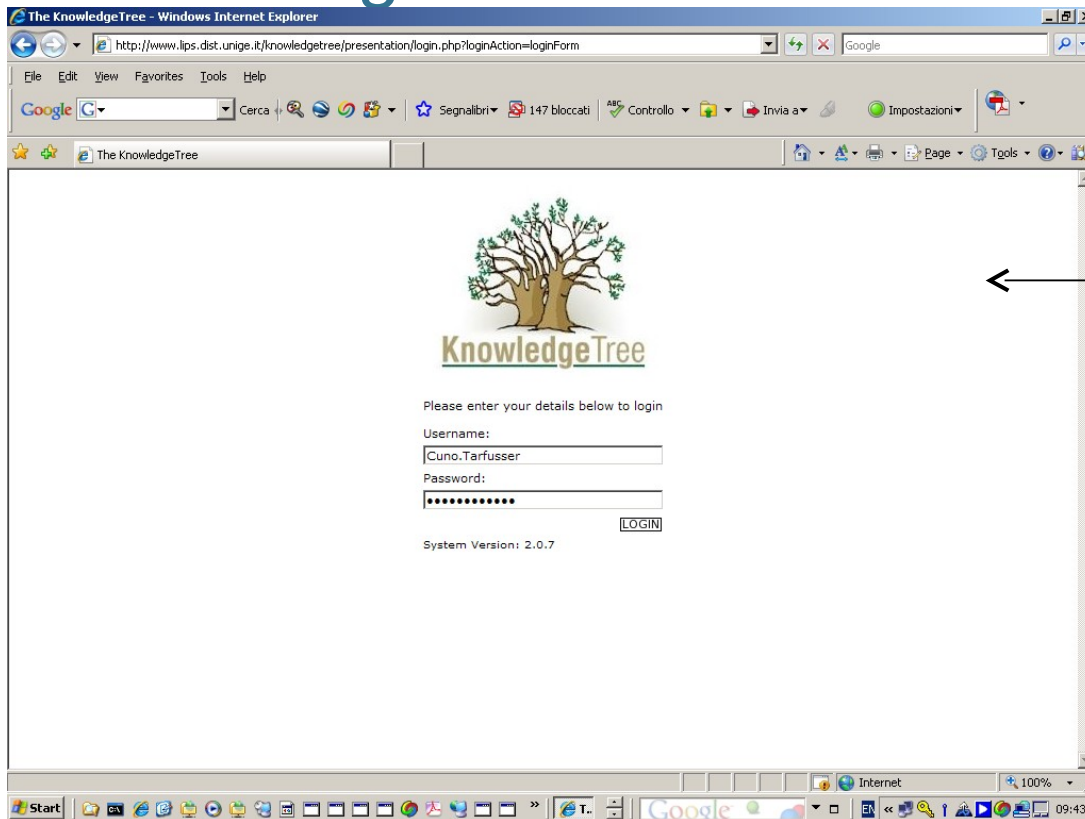 The KnowledgeTree - Windows Internet Explorer
http://www.lips.dist.unige.it/knowledgetree/presentation/login.php?loginAction=loginForm
Google
File Edit View Favorites Tools Help
Google G Cerca Segnalibri 147 bloccati ABC Controllo Invia a Impostazioni
The KnowledgeTree
Page Tools
KnowledgeTree
Please enter your details below to login
Username:
Cuno.Tarfusser
Password:
••••••••••••
LOGIN
System Version: 2.0.7
Internet 100%
Start » T.. Google EN « 09:43